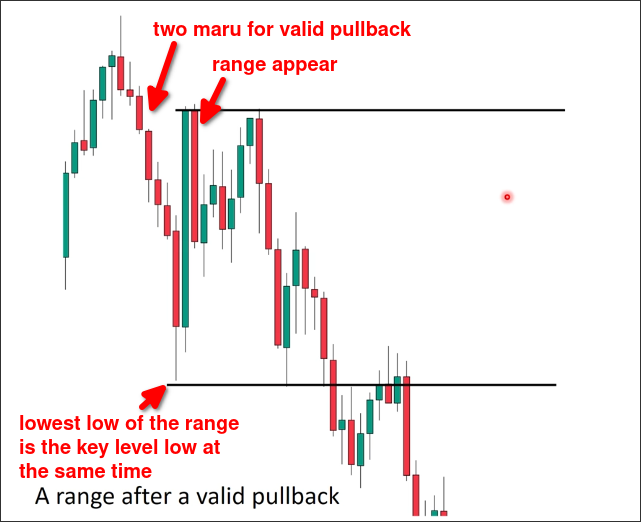 two maru for valid pullback
range appear
lowest low of the range
is the key level low at
the same time
A range after a valid pullback